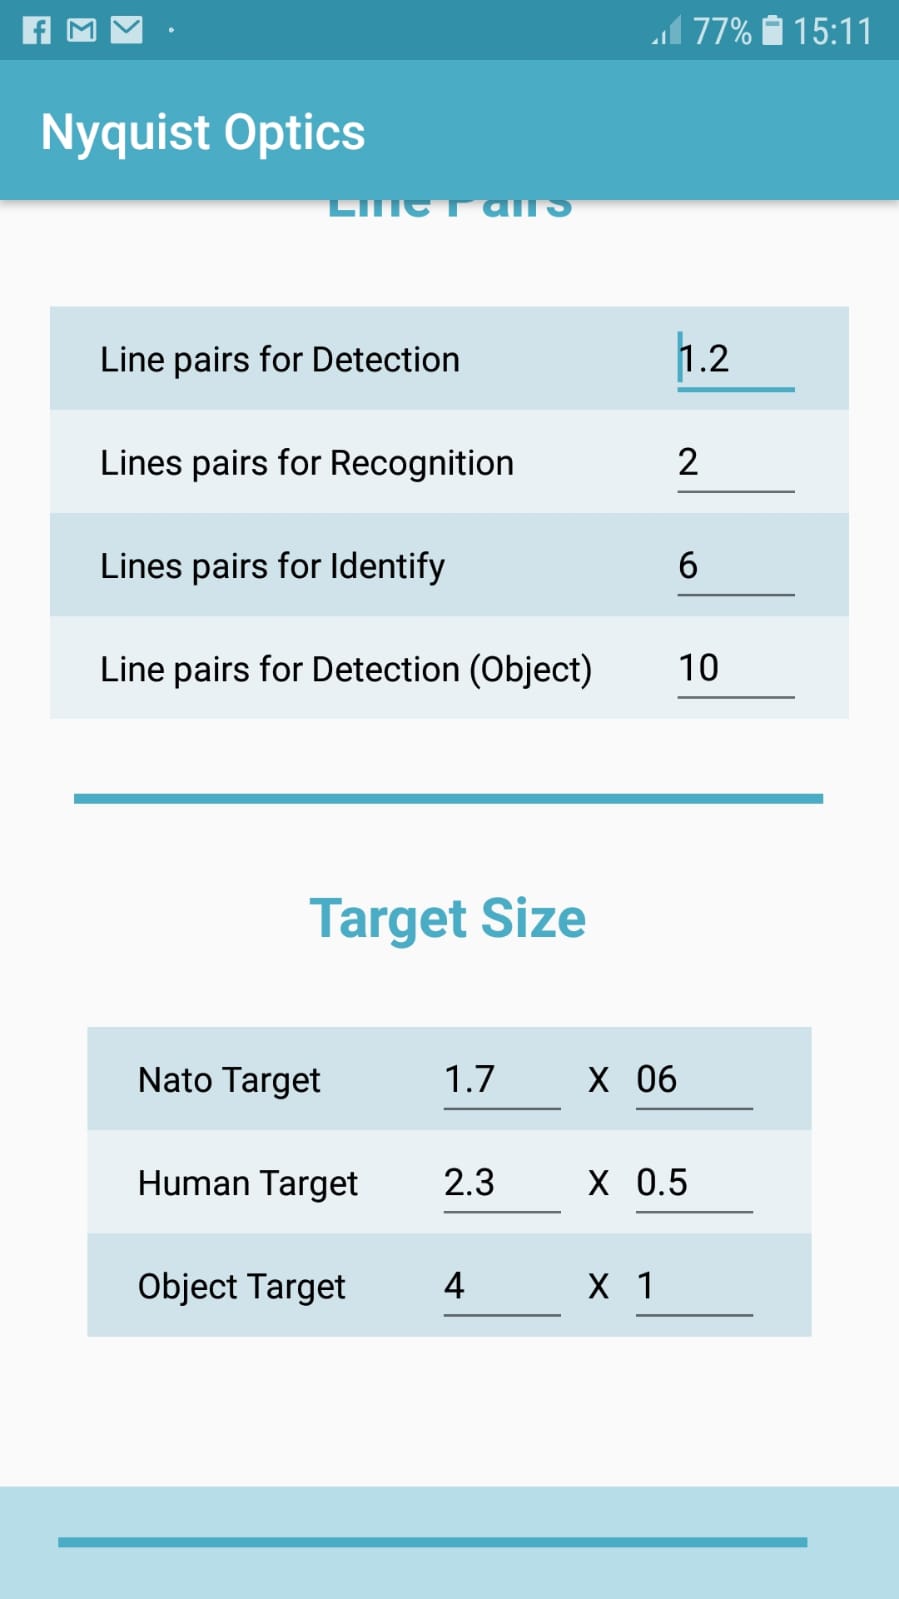 77% 15:11
Nyquist Optics
Line Pairs
Line pairs for Detection 1.2
Lines pairs for Recognition 2
Lines pairs for Identify 6
Line pairs for Detection (Object) 10
Target Size
Nato Target 1.7 X 06
Human Target 2.3 X 0.5
Object Target 4 X 1